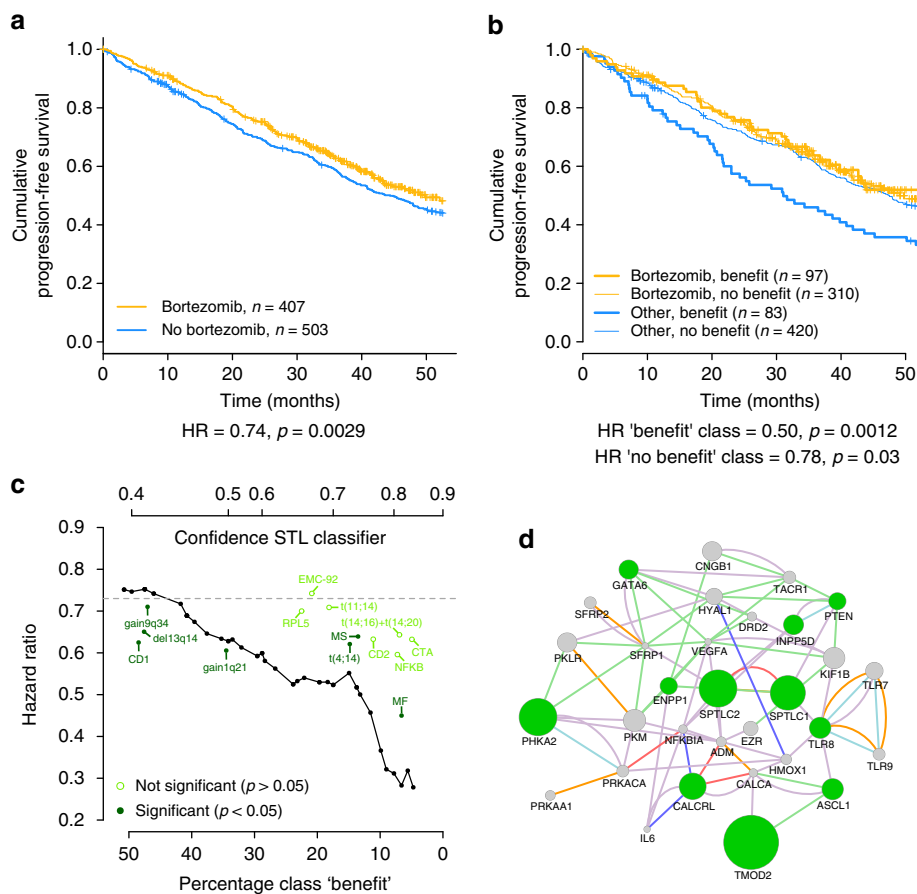 a
1.0
0.8
0.6
0.4
0.2
0.0
Cumulative
progression-free survival
Bortezomib, n = 407
No bortezomib, n = 503
0 10 20 30 40 50
Time (months)
HR = 0.74, p = 0.0029
b
1.0
0.8
0.6
0.4
0.2
0.0
Cumulative
progression-free survival
Bortezomib, benefit (n = 97)
Bortezomib, no benefit (n = 310)
Other, benefit (n = 83)
Other, no benefit (n = 420)
0 10 20 30 40 50
Time (months)
HR 'benefit' class = 0.50, p = 0.0012
HR 'no benefit' class = 0.78, p = 0.03
c
0.4 0.5 0.6 0.7 0.8 0.9
Confidence STL classifier
0.9
0.8
0.7
0.6
0.5
0.4
0.3
0.2
Hazard ratio
EMC-92
gain9q34
RPL5
t(11;14)
t(14;16)+t(14;20)
del13q14
CD1
gain1q21
MS
t(4;14)
CD2
CTA
NFKB
MF
Not significant (p > 0.05)
Significant (p < 0.05)
50 40 30 20 10 0
Percentage class ‘benefit’
d
CNGB1
GATA6
TACR1
SFRP2
HYAL1
PTEN
DRD2
INPP5D
PKLR
SFRP1
VEGFA
KIF1B
TLR7
ENPP1
SPTLC2
SPTLC1
PHKA2
PKM
NFKBIA
ADM
EZR
TLR8
TLR9
PRKACA
HMOX1
CALCA
PRKAA1
CALCRL
ASCL1
IL6
TMOD2